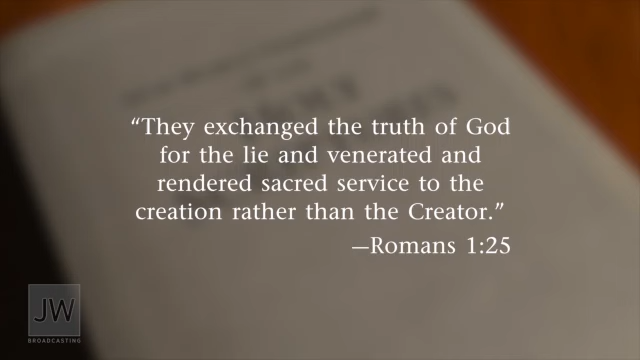 “They exchanged the truth of God
for the lie and venerated and
rendered sacred service to the
creation rather than the Creator.”
—Romans 1:25
JW
BROADCASTING